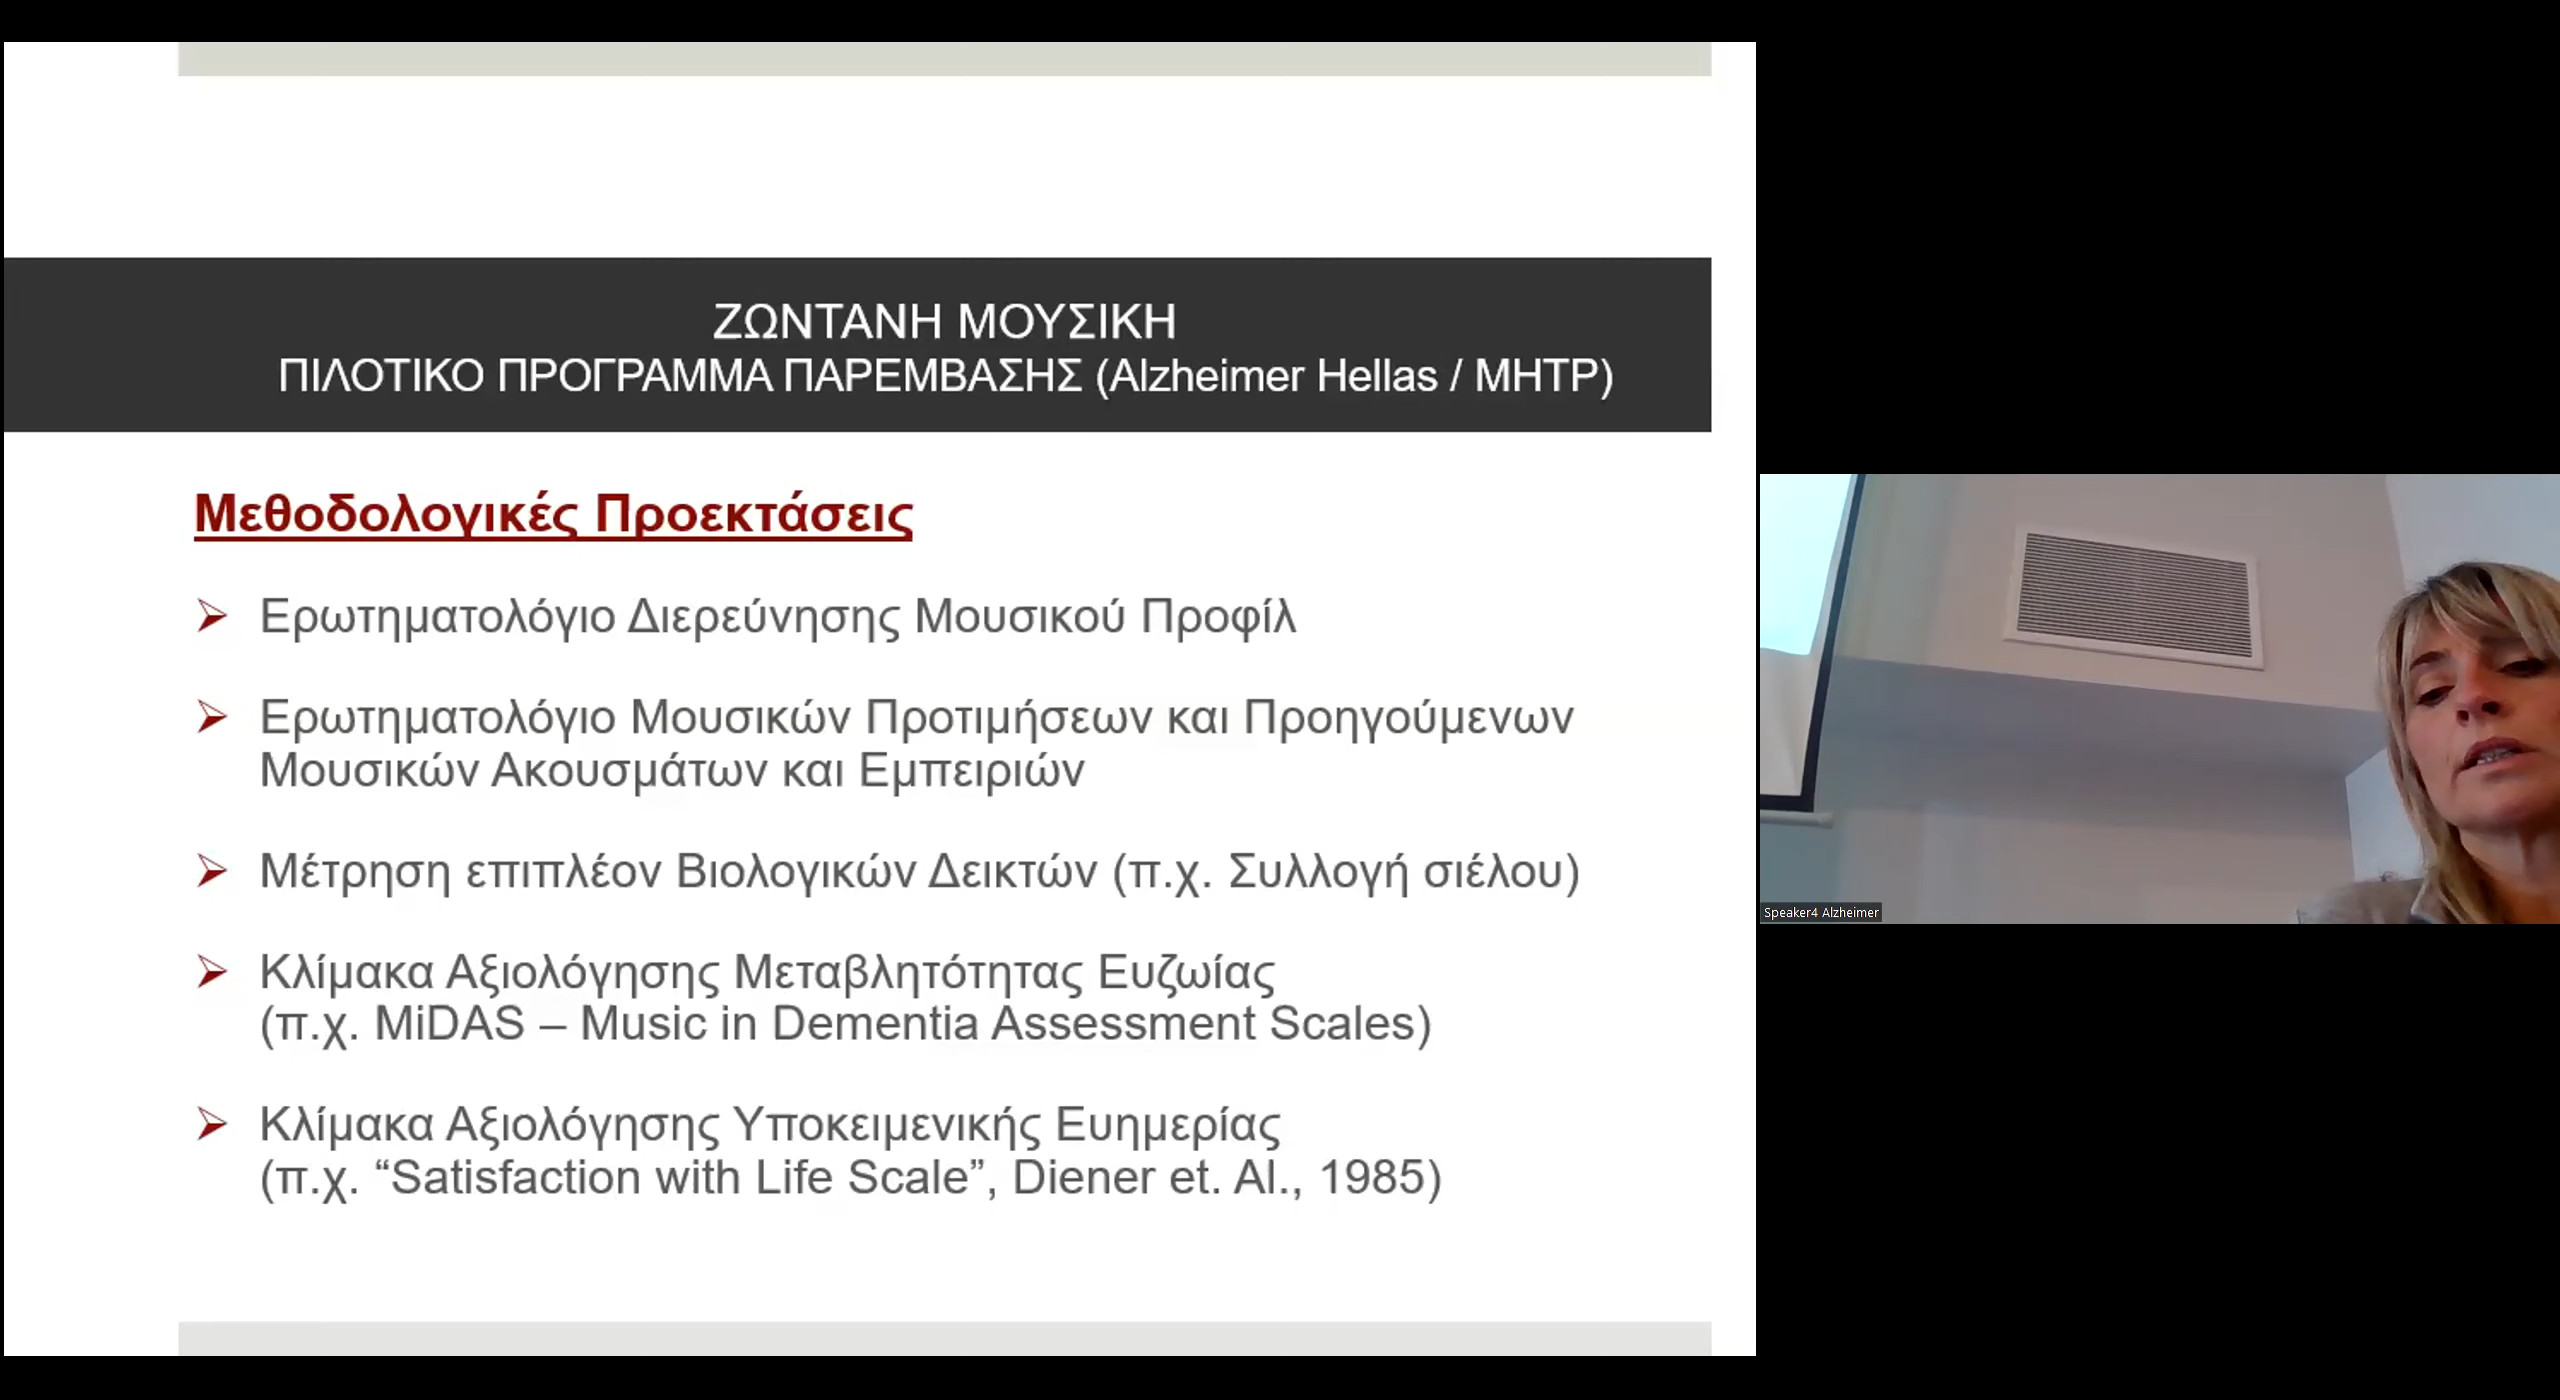 ΖΩΝΤΑΝΗ ΜΟΥΣΙΚΗ
ΠΙΛΟΤΙΚΟ ΠΡΟΓΡΑΜΜΑ ΠΑΡΕΜΒΑΣΗΣ (Alzheimer Hellas / ΜΗΤΡ)
Μεθοδολογικές Προεκτάσεις
➢ Ερωτηματολόγιο Διερεύνησης Μουσικού Προφίλ
➢ Ερωτηματολόγιο Μουσικών Προτιμήσεων και Προηγούμενων
Μουσικών Ακουσμάτων και Εμπειριών
➢ Μέτρηση επιπλέον Βιολογικών Δεικτών (π.χ. Συλλογή σιέλου)
➢ Κλίμακα Αξιολόγησης Μεταβλητότητας Ευζωίας
(π.χ. MiDAS – Music in Dementia Assessment Scales)
➢ Κλίμακα Αξιολόγησης Υποκειμενικής Ευημερίας
(π.χ. “Satisfaction with Life Scale”, Diener et. Al., 1985)
Speaker4 Alzheimer